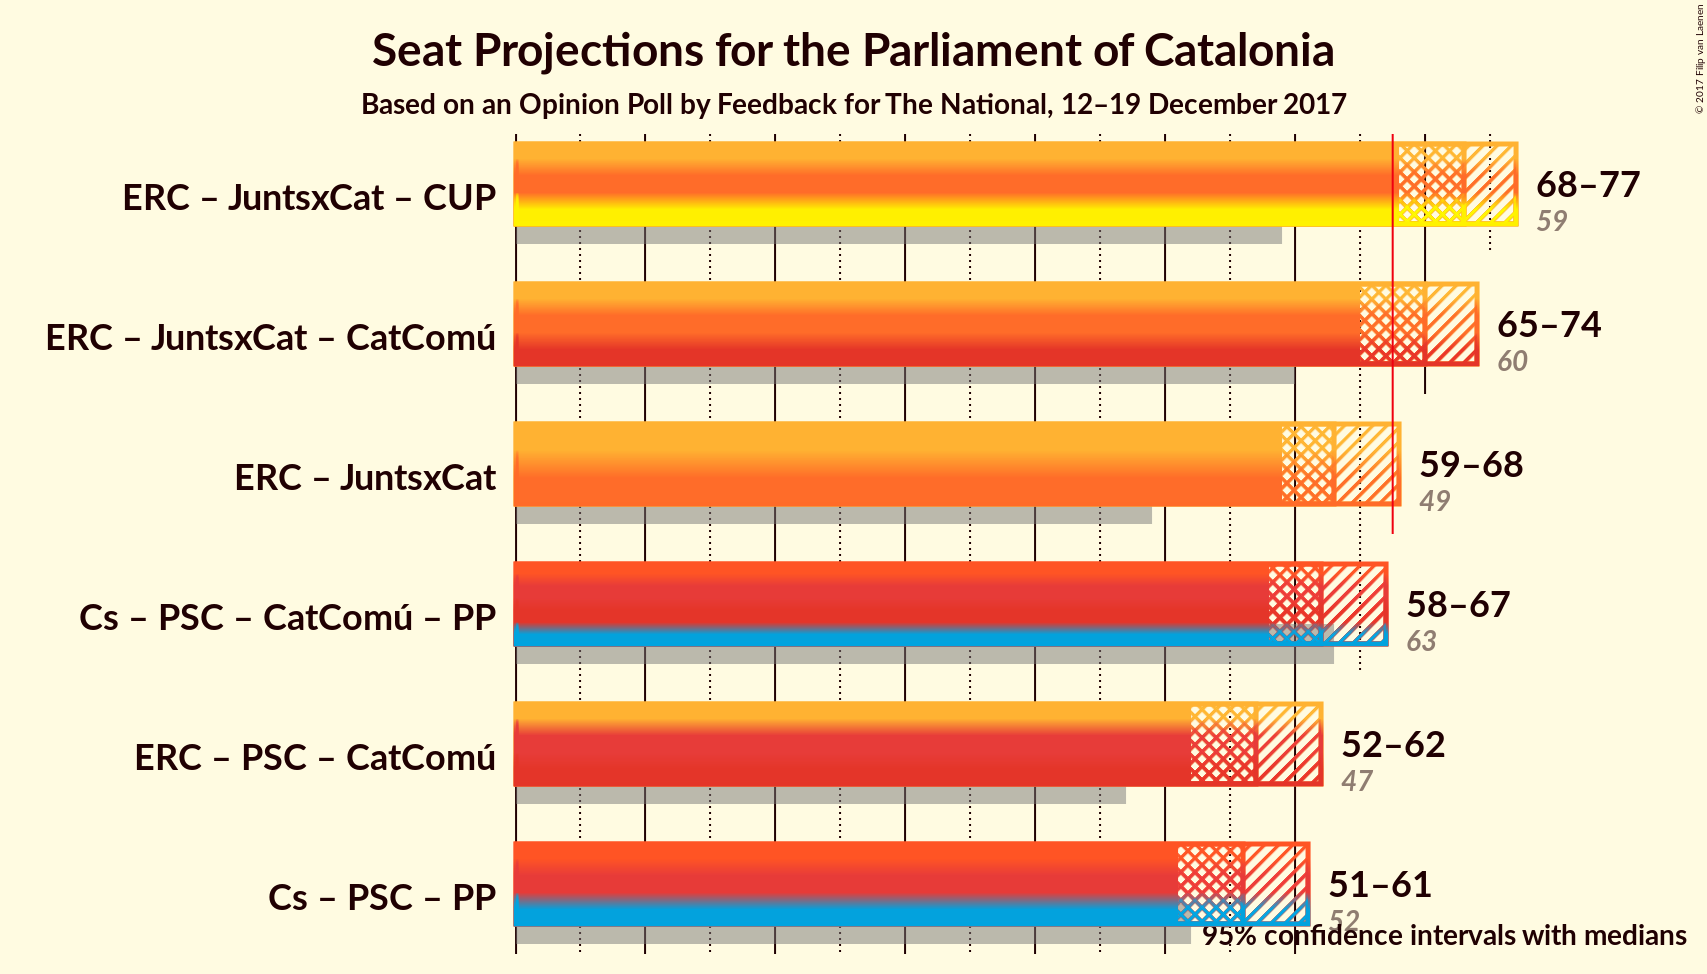 Seat Projections for the Parliament of Catalonia
Based on an Opinion Poll by Feedback for The National, 12–19 December 2017
© 2017 Filip van Laenen
ERC – JuntsxCat – CUP
68–77
59
ERC – JuntsxCat – CatComú
65–74
60
ERC – JuntsxCat
59–68
49
Cs – PSC – CatComú – PP
58–67
63
ERC – PSC – CatComú
52–62
47
Cs – PSC – PP
51–61
52
95% confidence intervals with medians